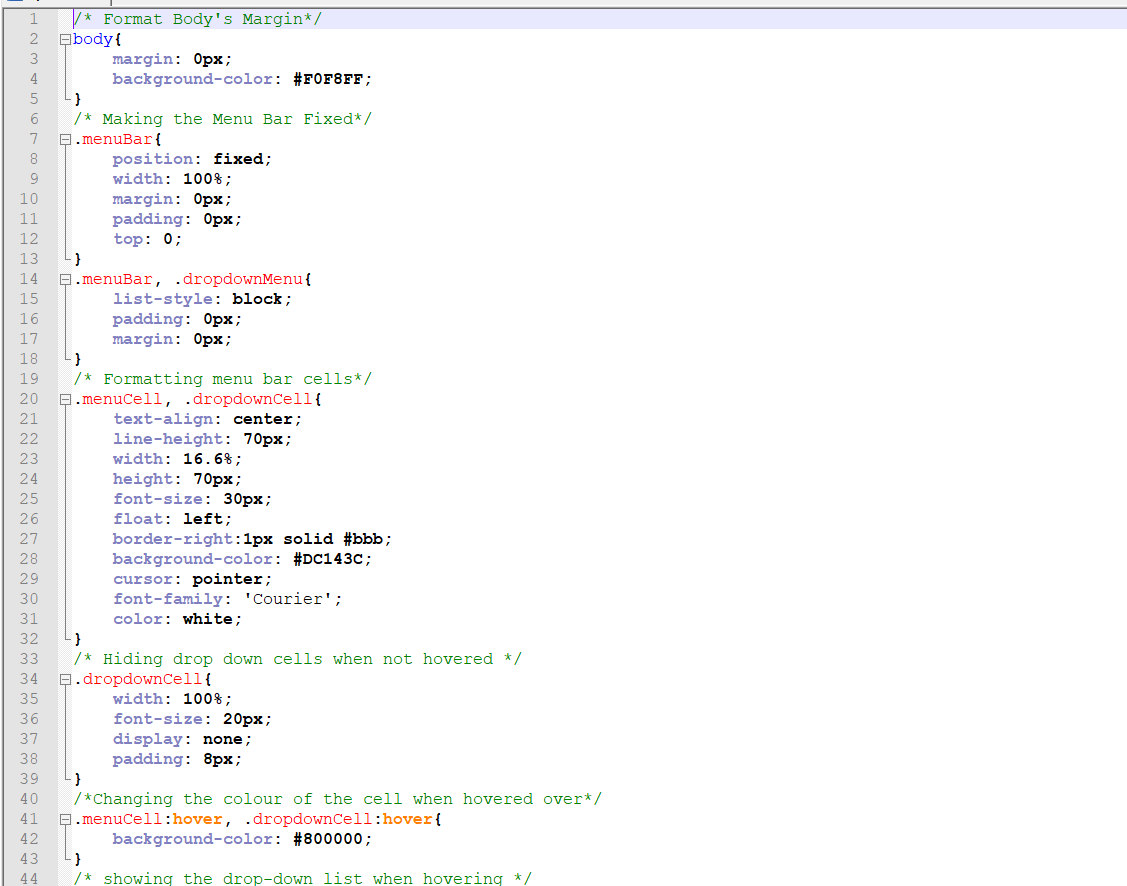 1 /* Format Body's Margin*/
2 body{
3 margin: 0px;
4 background-color: #F0F8FF;
5 }
6 /* Making the Menu Bar Fixed*/
7 .menuBar{
8 position: fixed;
9 width: 100%;
10 margin: 0px;
11 padding: 0px;
12 top: 0;
13 }
14 .menuBar, .dropdownMenu{
15 list-style: block;
16 padding: 0px;
17 margin: 0px;
18 }
19 /* Formatting menu bar cells*/
20 .menuCell, .dropdownCell{
21 text-align: center;
22 line-height: 70px;
23 width: 16.6%;
24 height: 70px;
25 font-size: 30px;
26 float: left;
27 border-right:1px solid #bbb;
28 background-color: #DC143C;
29 cursor: pointer;
30 font-family: 'Courier';
31 color: white;
32 }
33 /* Hiding drop down cells when not hovered */
34 .dropdownCell{
35 width: 100%;
36 font-size: 20px;
37 display: none;
38 padding: 8px;
39 }
40 /*Changing the colour of the cell when hovered over*/
41 .menuCell:hover, .dropdownCell:hover{
42 background-color: #800000;
43 }
44 /* showing the drop-down list when hovering */